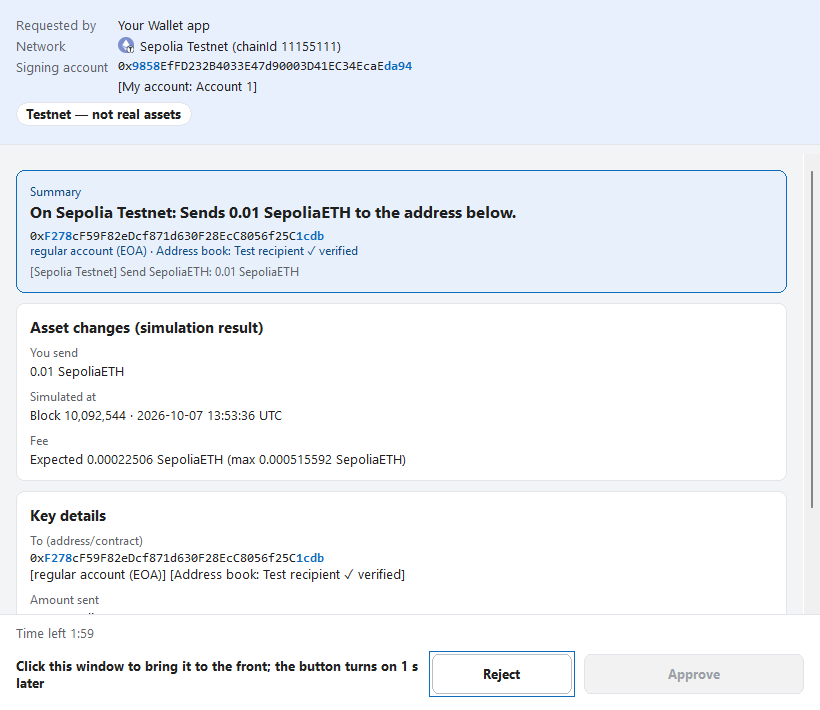 Requested by Your Wallet app
Network Sepolia Testnet (chainId 11155111)
Signing account 0x9858EfFD232B4033E47d90003D41EC34EcaEda94
[My account: Account 1]
Testnet — not real assets
Summary
On Sepolia Testnet: Sends 0.01 SepoliaETH to the address below.
0xF278cF59F82eDcf871d630F28EcC8056f25C1cdb
regular account (EOA) · Address book: Test recipient ✓ verified
[Sepolia Testnet] Send SepoliaETH: 0.01 SepoliaETH
Asset changes (simulation result)
You send
0.01 SepoliaETH
Simulated at
Block 10,092,544 · 2026-10-07 13:53:36 UTC
Fee
Expected 0.00022506 SepoliaETH (max 0.000515592 SepoliaETH)
Key details
To (address/contract)
0xF278cF59F82eDcf871d630F28EcC8056f25C1cdb
[regular account (EOA)] [Address book: Test recipient ✓ verified]
Amount sent
Time left 1:59
Click this window to bring it to the front; the button turns on 1 s
later
Reject
Approve